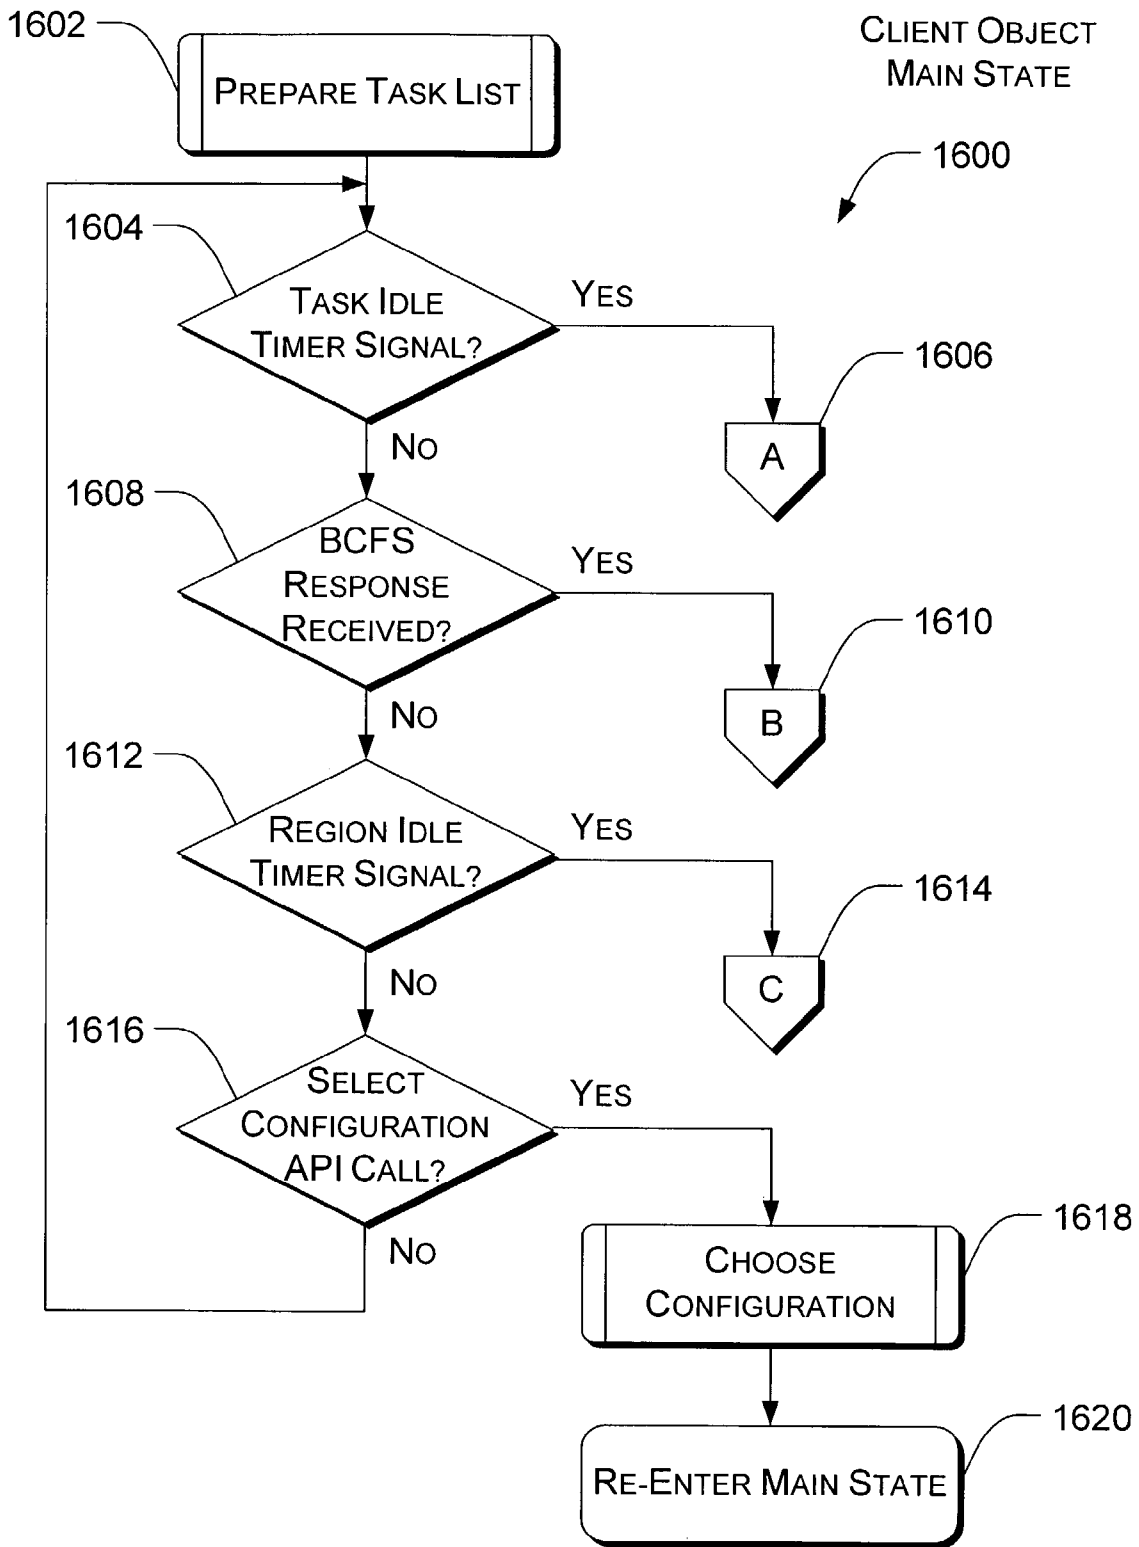 1602
PREPARE TASK LIST
CLIENT OBJECT
MAIN STATE
1600
1604
TASK IDLE
TIMER SIGNAL?
YES
1606
A
NO
1608
BCFS
RESPONSE
RECEIVED?
YES
1610
B
NO
1612
REGION IDLE
TIMER SIGNAL?
YES
1614
C
NO
1616
SELECT
CONFIGURATION
API CALL?
YES
NO
1618
CHOOSE
CONFIGURATION
1620
RE-ENTER MAIN STATE